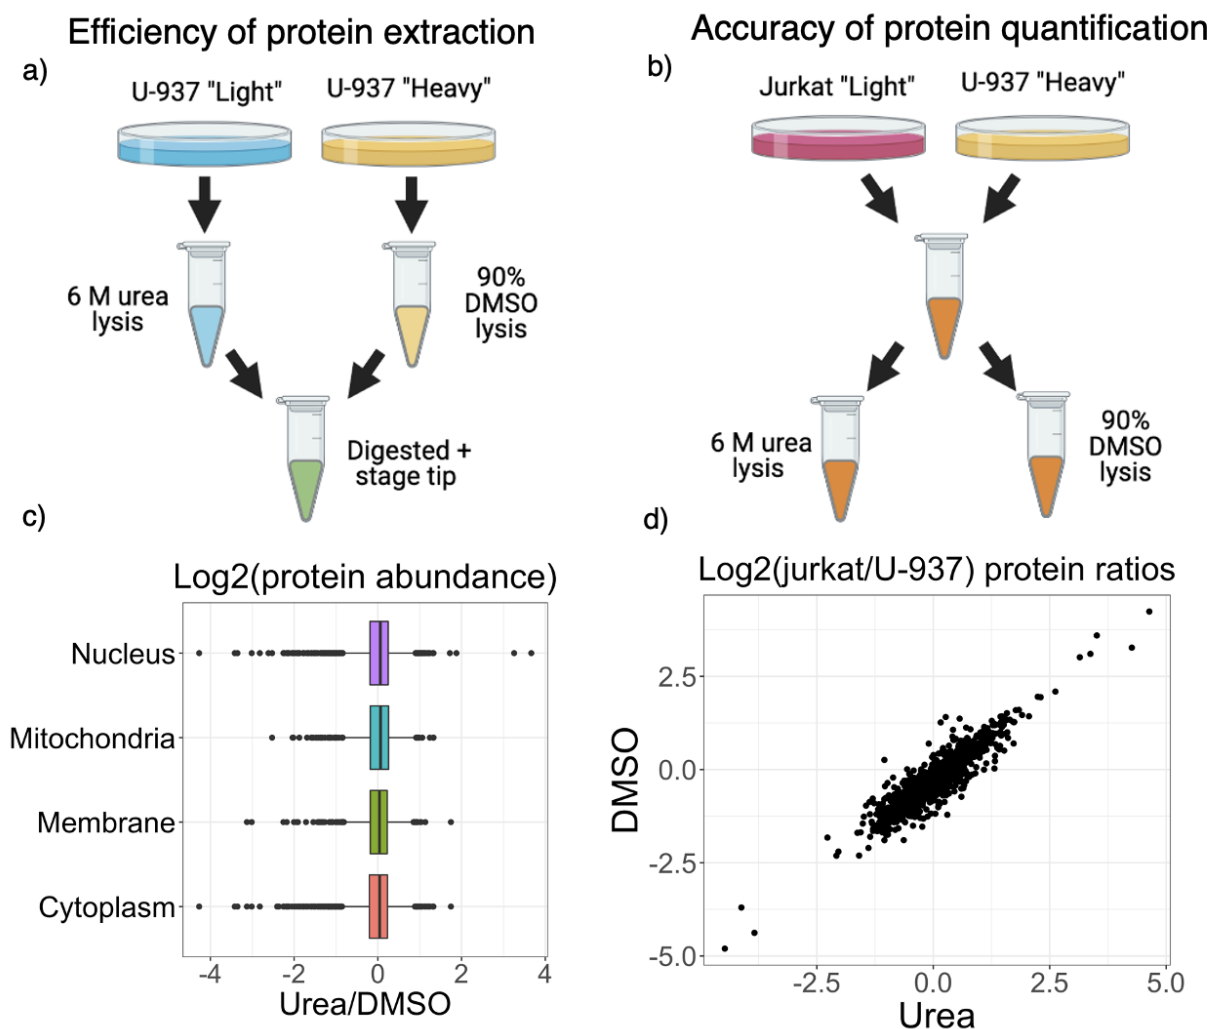 Efficiency of protein extraction
a)
U-937 "Light"
U-937 "Heavy"
6 M urea
lysis
90%
DMSO
lysis
Digested +
stage tip
Accuracy of protein quantification
b)
Jurkat "Light"
U-937 "Heavy"
6 M urea
lysis
90%
DMSO
lysis
c)
Log2(protein abundance)
Nucleus
Mitochondria
Membrane
Cytoplasm
-4 -2 0 2 4
Urea/DMSO
d)
Log2(jurkat/U-937) protein ratios
DMSO
2.5
0.0
-2.5
-5.0
-2.5 0.0 2.5 5.0
Urea